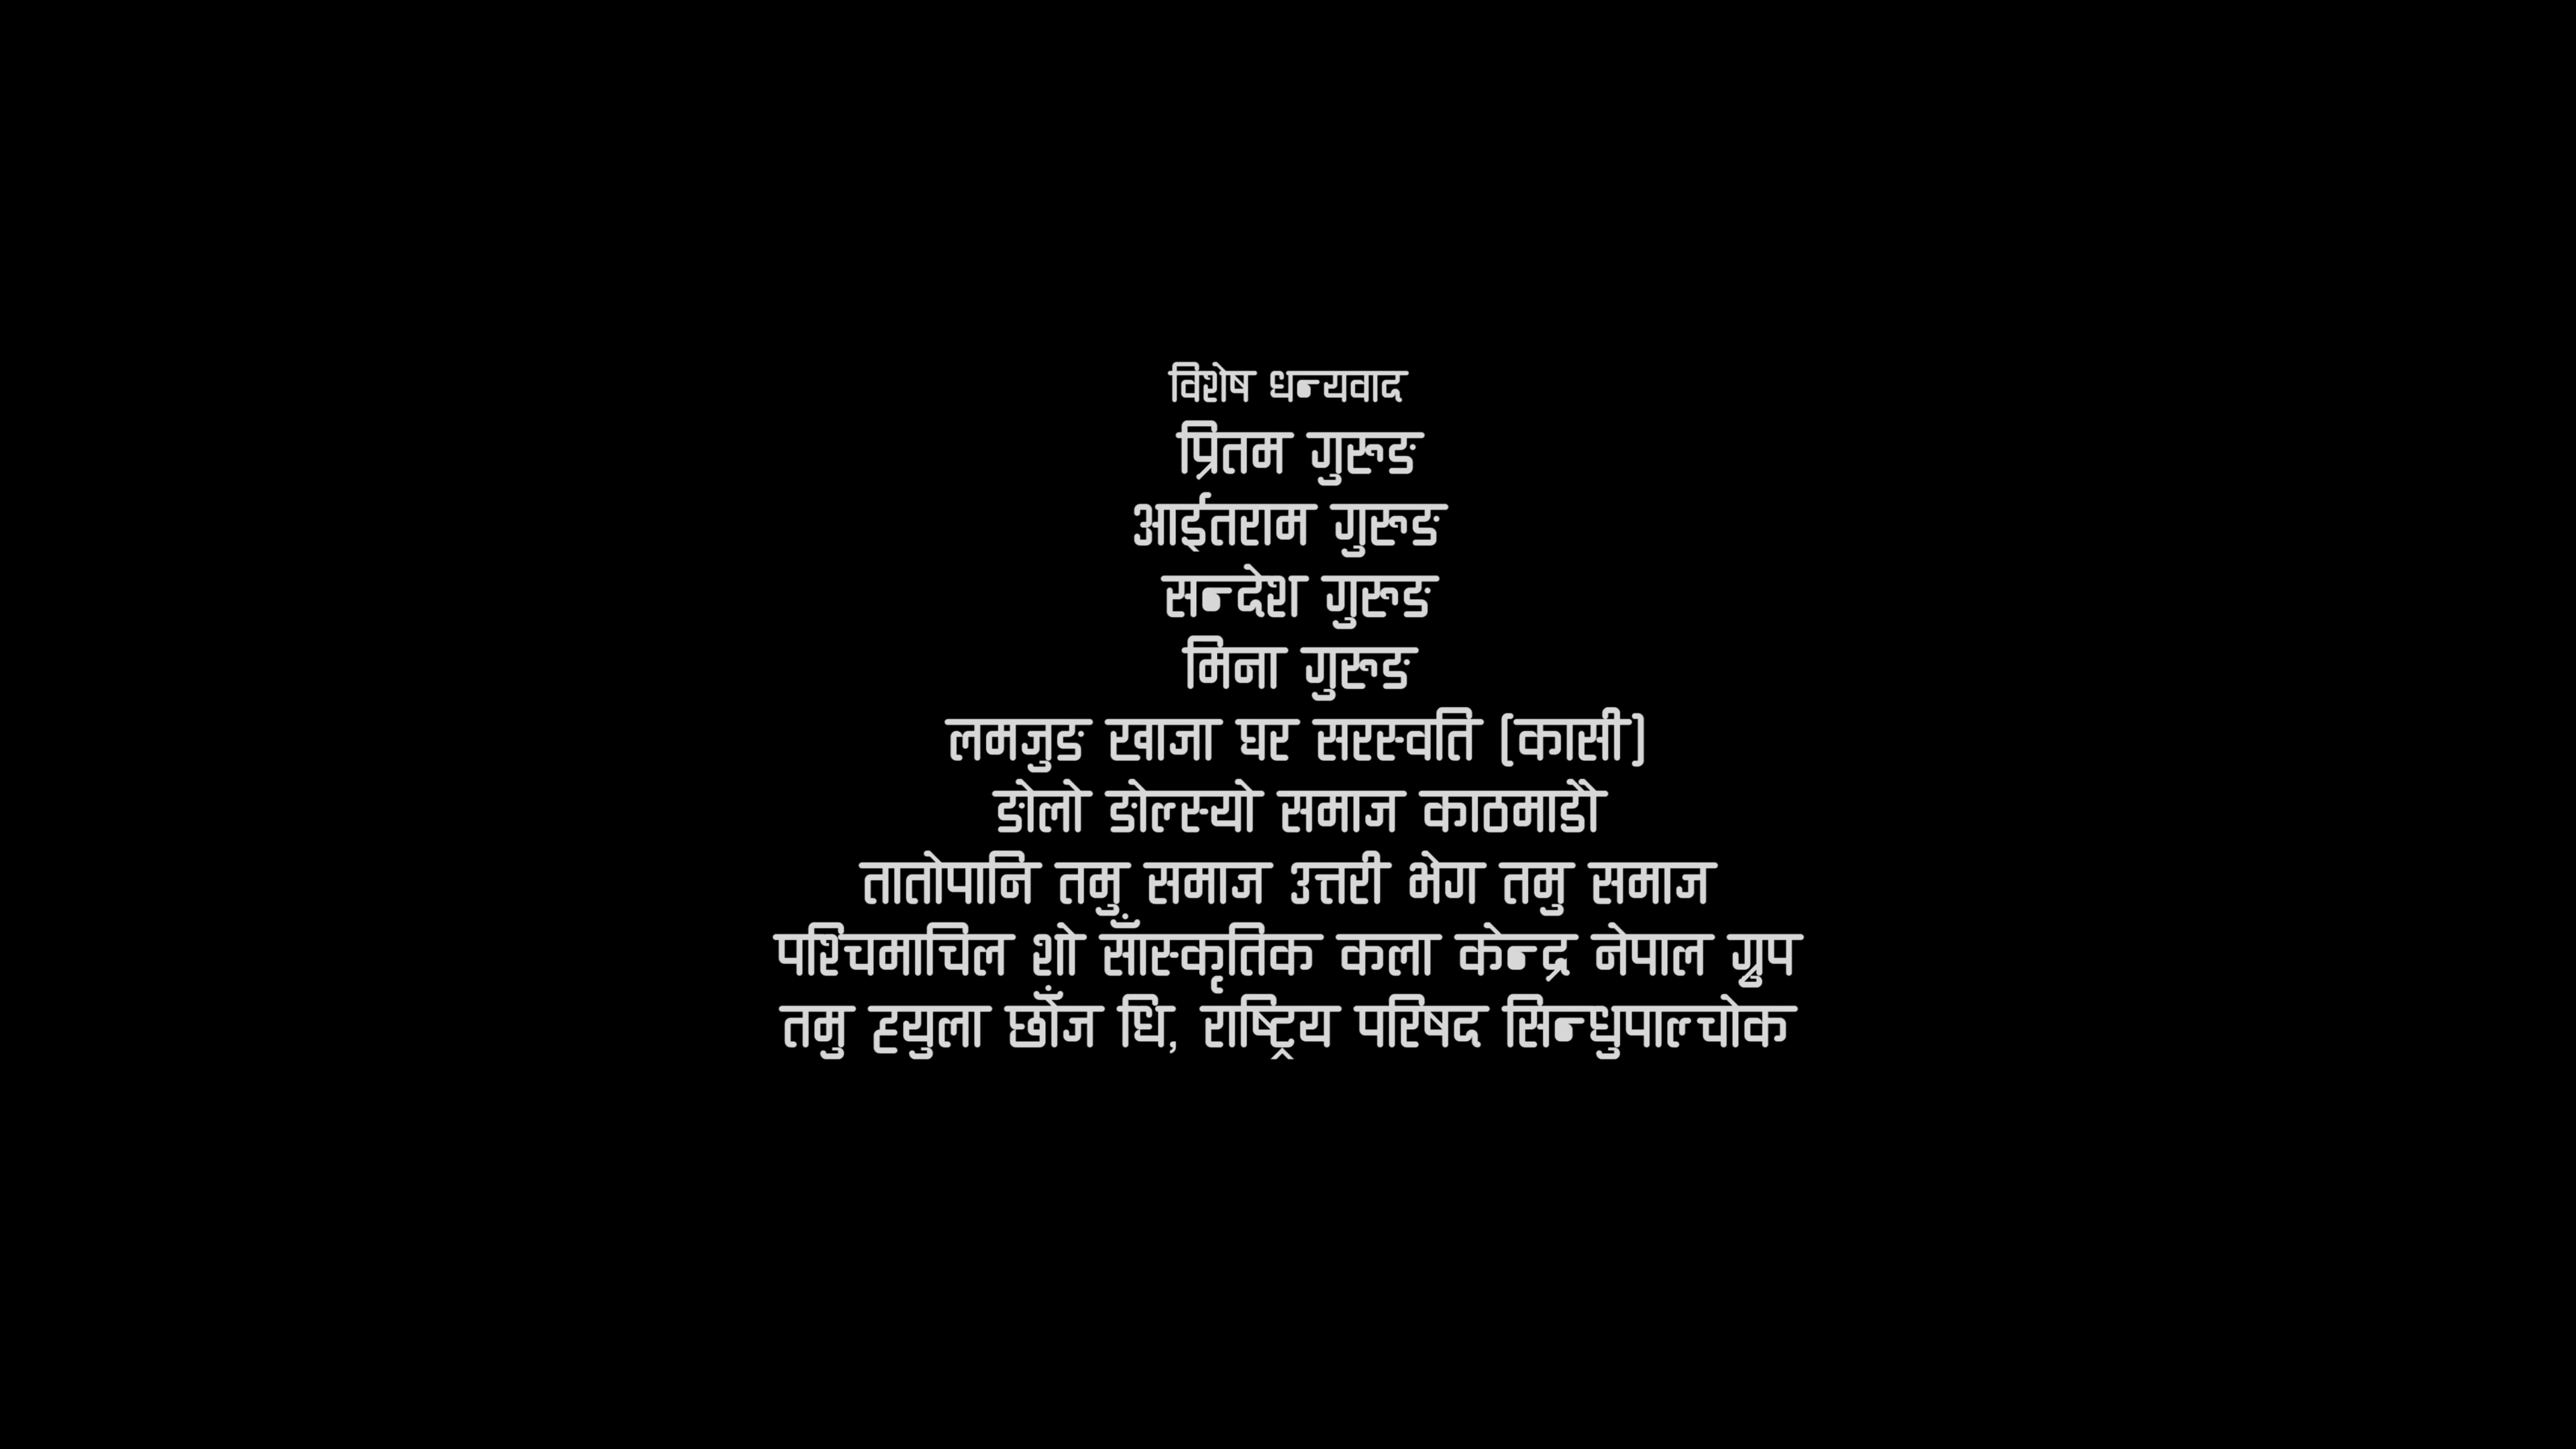 विशेष धन्यवाद
प्रितम गुरुङ
आईतराम गुरुङ
सन्देश गुरुङ
मिना गुरुङ
लमजुङ खाजा घर सरस्वति (कासी)
ङोलो ङोल्स्यो समाज काठमाडौ
तातोपानि तमु समाज उत्तरी भेग तमु समाज
पश्चिमाचिल शो साँस्कृतिक कला केन्द्र नेपाल ग्रुप
तमु ह्युला छोँज धिं, राष्ट्रिय परिषद सिन्धुपाल्चोक